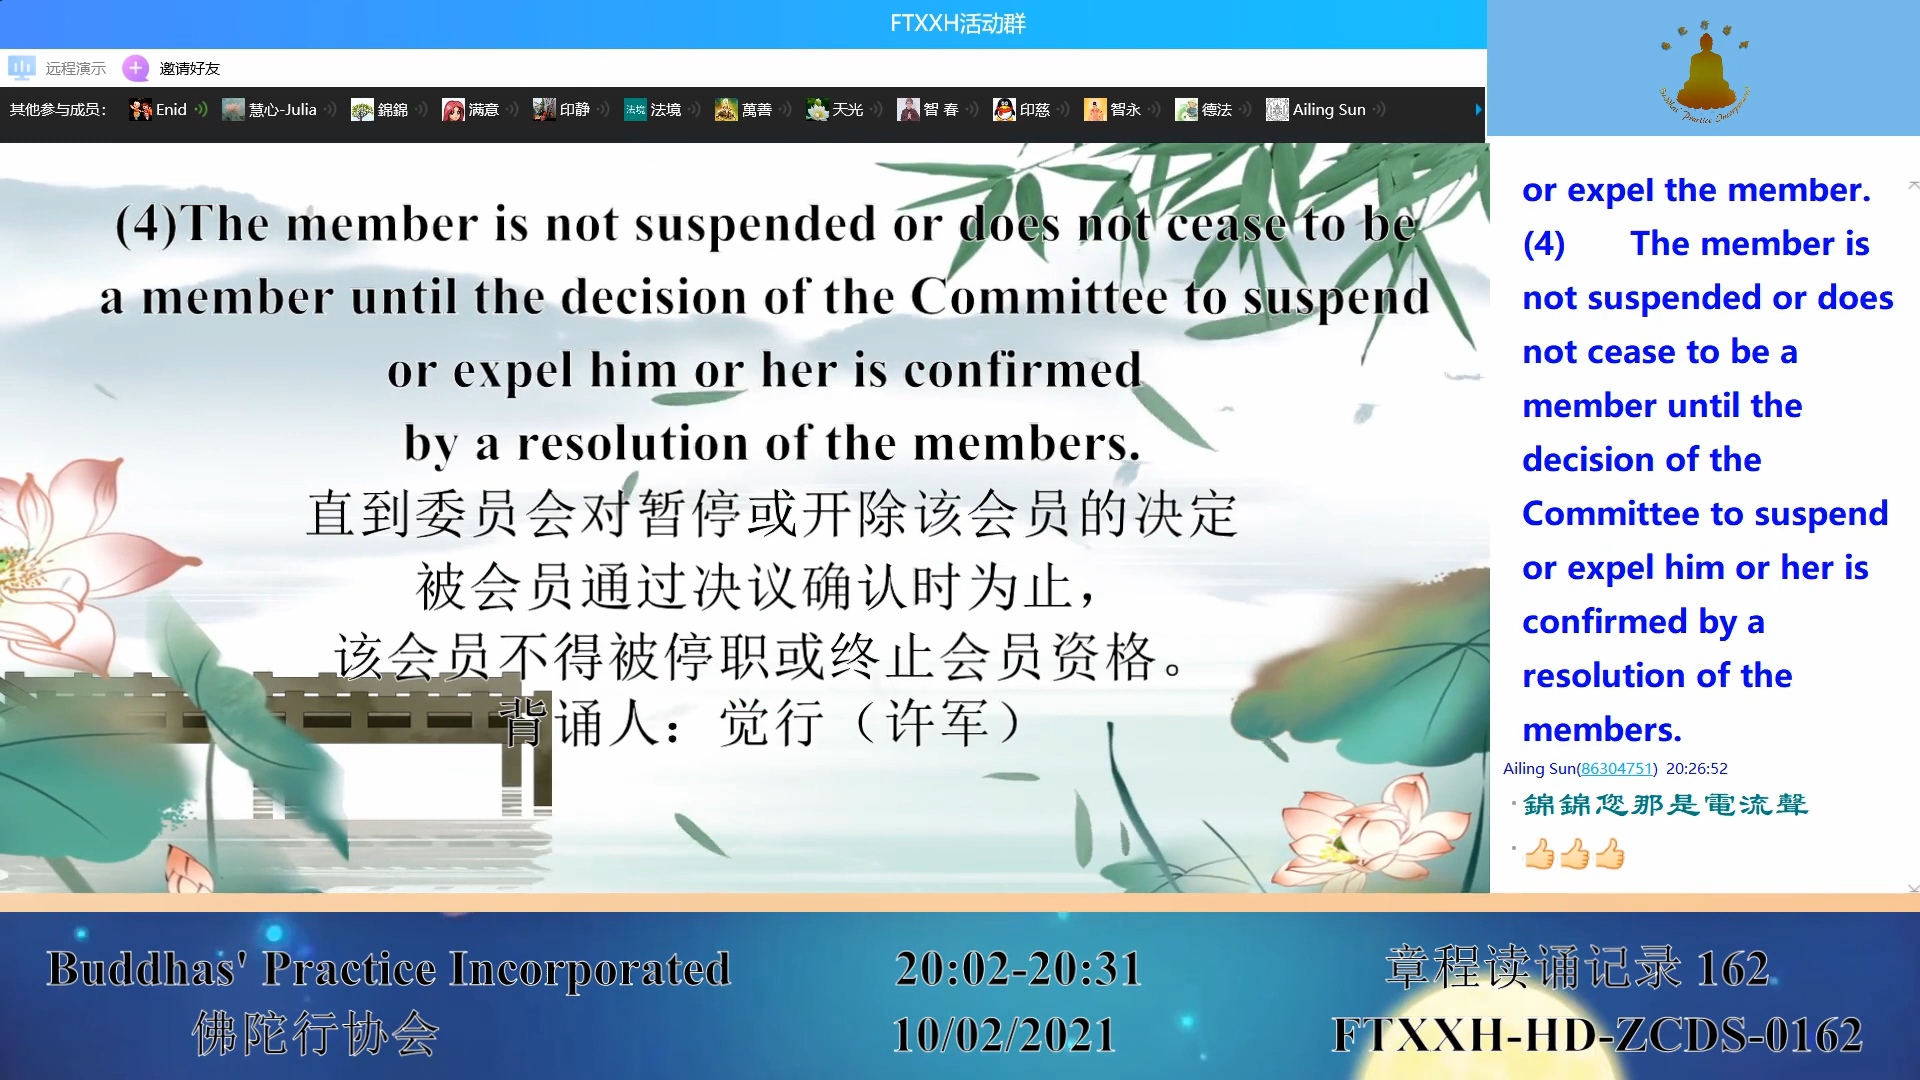 FTXXH活动群
远程演示 邀请好友
其他参与成员： Enid 慧心-Julia 錦錦 满意 印静 法境 法境 萬善 天光 智 春 印慈 智永 德法 Ailing Sun
Buddhas' Practice Incorporated
(4)The member is not suspended or does not cease to be
a member until the decision of the Committee to suspend
or expel him or her is confirmed
by a resolution of the members.
直到委员会对暂停或开除该会员的决定
被会员通过决议确认时为止，
该会员不得被停职或终止会员资格。
背诵人：觉行（许军）
or expel the member.
(4) The member is
not suspended or does
not cease to be a
member until the
decision of the
Committee to suspend
or expel him or her is
confirmed by a
resolution of the
members.
Ailing Sun(86304751) 20:26:52
錦錦您那是電流聲
Buddhas' Practice Incorporated
佛陀行协会
20:02-20:31
10/02/2021
章程读诵记录 162
FTXXH-HD-ZCDS-0162